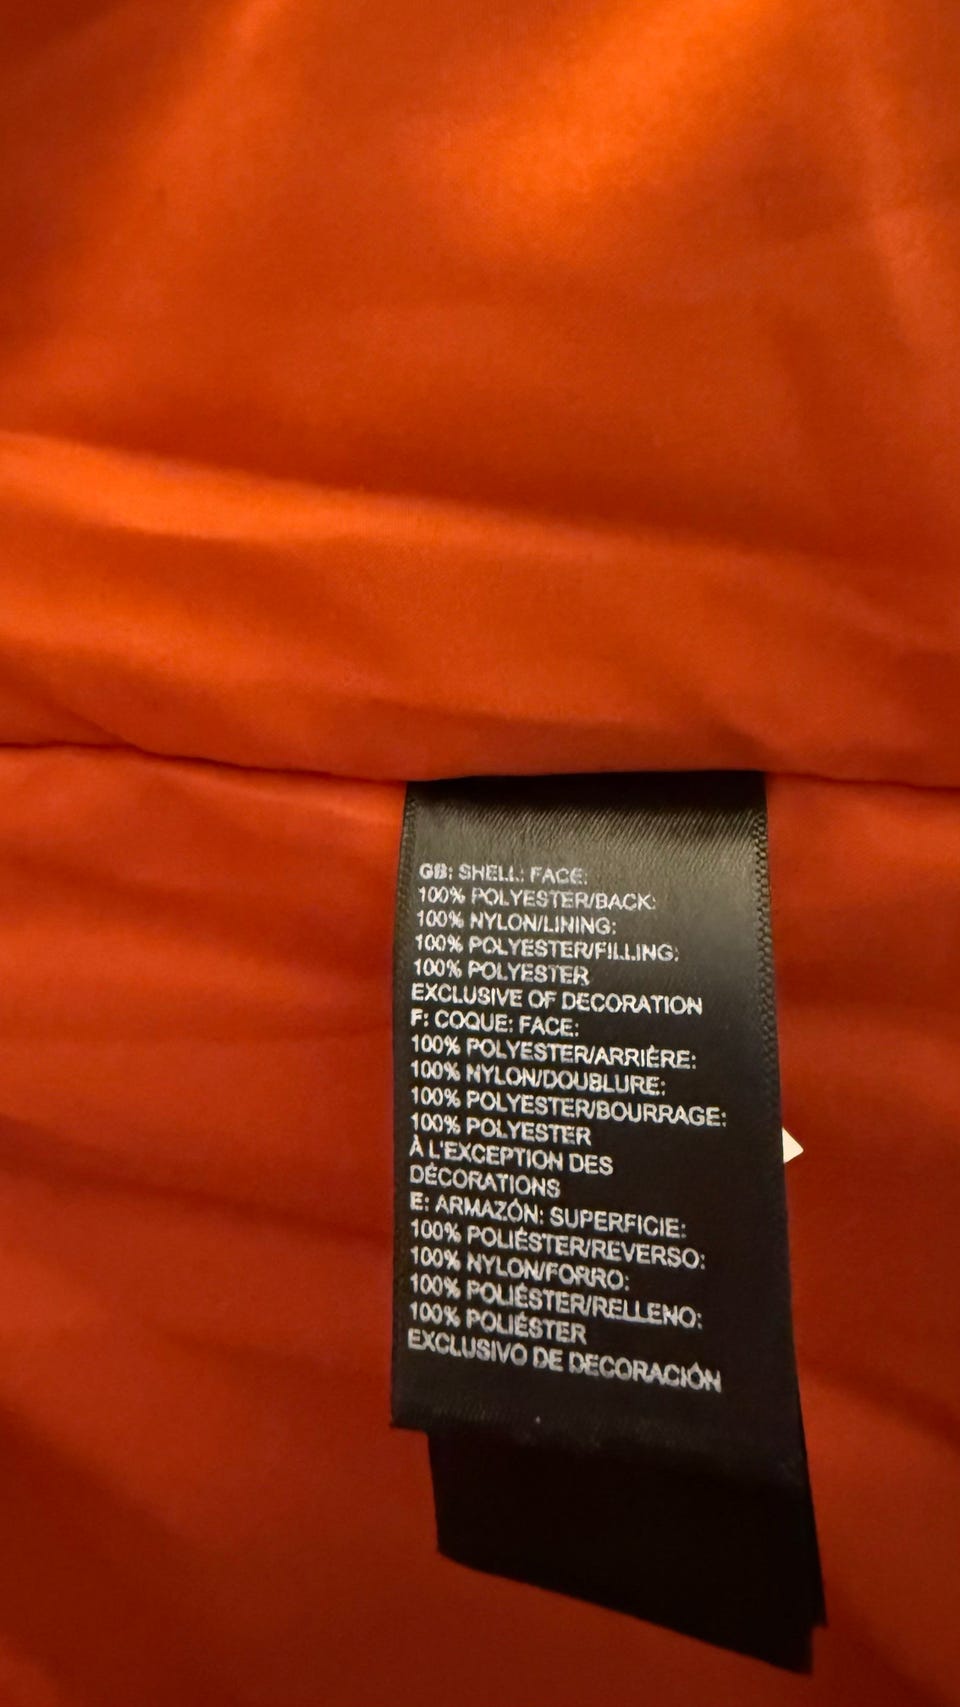 GB: SHELL: FACE:
100% POLYESTER/BACK:
100% NYLON/LINING:
100% POLYESTER/FILLING:
100% POLYESTER
EXCLUSIVE OF DECORATION
F: COQUE: FACE:
100% POLYESTER/ARRIÈRE:
100% NYLON/DOUBLURE:
100% POLYESTER/BOURRAGE:
100% POLYESTER
À L'EXCEPTION DES
DÉCORATIONS
E: ARMAZÓN: SUPERFICIE:
100% POLIÉSTER/REVERSO:
100% NYLON/FORRO:
100% POLIÉSTER/RELLENO:
100% POLIÉSTER
EXCLUSIVO DE DECORACIÓN